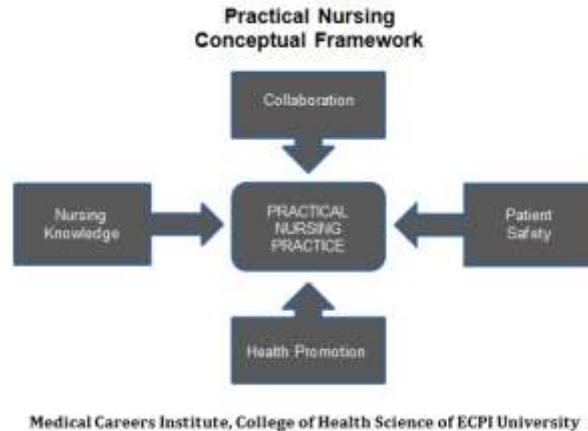 Practical Nursing
Conceptual Framework
Collaboration
Nursing
Knowledge
PRACTICAL
NURSING
PRACTICE
Patient
Safety
Health Promotion
Medical Careers Institute, College of Health Science of ECPI University